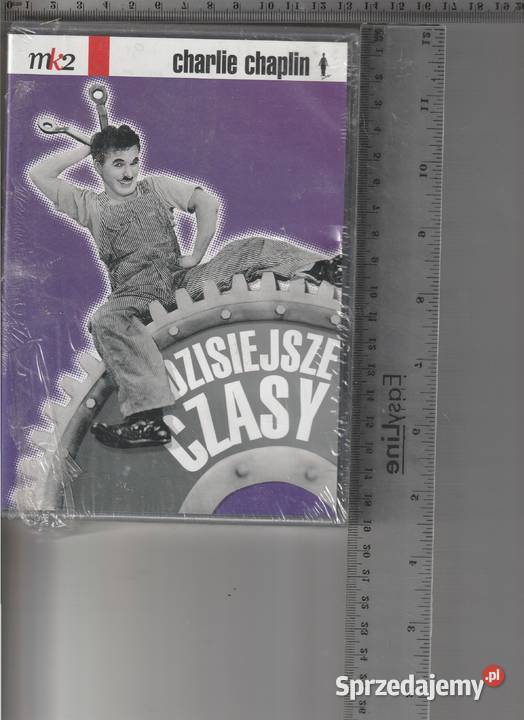 mk2
charlie chaplin
DZISIEJSZE
CZASY
EasyLine
Sprzedajemy.pl